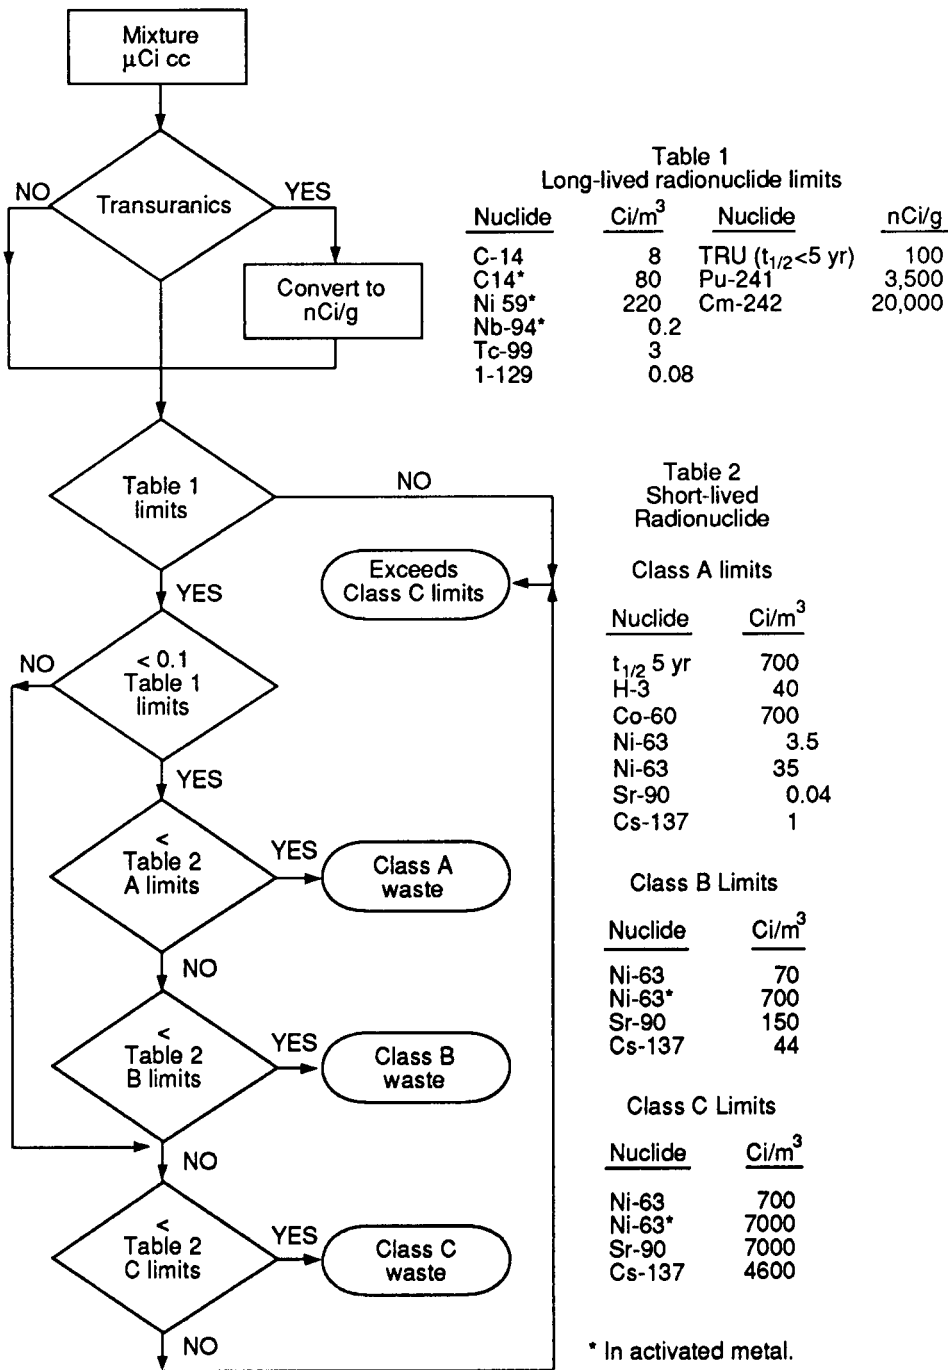 Mixture
μCi cc
Transuranics
NO
YES
Convert to
nCi/g
Table 1
limits
NO
YES
Exceeds
Class C limits
< 0.1
Table 1
limits
NO
YES
<
Table 2
A limits
YES
Class A
waste
NO
<
Table 2
B limits
YES
Class B
waste
NO
<
Table 2
C limits
YES
Class C
waste
NO
Table 1
Long-lived radionuclide limits
Nuclide Ci/m³ Nuclide nCi/g
C-14 8 TRU (t1/2<5 yr) 100
C14* 80 Pu-241 3,500
Ni 59* 220 Cm-242 20,000
Nb-94* 0.2
Tc-99 3
1-129 0.08
Table 2
Short-lived
Radionuclide
Class A limits
Nuclide Ci/m³
t1/2 5 yr 700
H-3 40
Co-60 700
Ni-63 3.5
Ni-63 35
Sr-90 0.04
Cs-137 1
Class B Limits
Nuclide Ci/m³
Ni-63 70
Ni-63* 700
Sr-90 150
Cs-137 44
Class C Limits
Nuclide Ci/m³
Ni-63 700
Ni-63* 7000
Sr-90 7000
Cs-137 4600
* In activated metal.